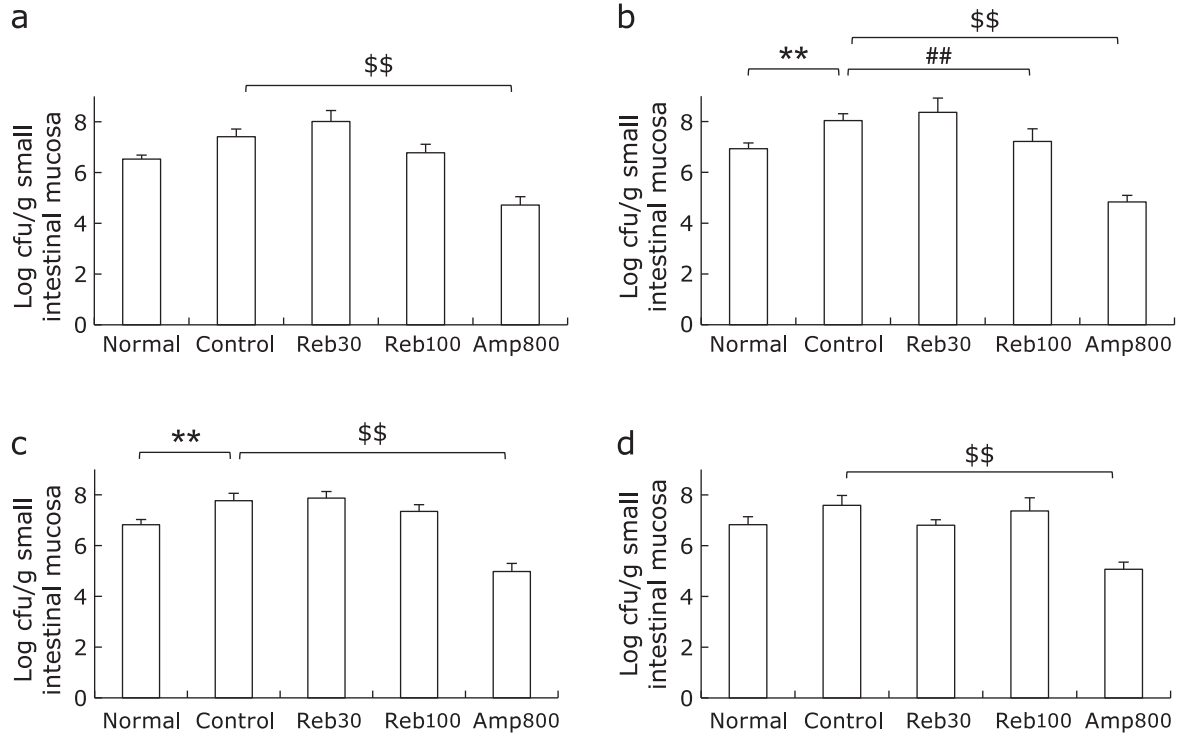 a
$$
Log cfu/g small
intestinal mucosa
8
6
4
2
0
Normal Control Reb30 Reb100 Amp800
b
$$
** ##
Log cfu/g small
intestinal mucosa
8
6
4
2
0
Normal Control Reb30 Reb100 Amp800
c
** $$
Log cfu/g small
intestinal mucosa
8
6
4
2
0
Normal Control Reb30 Reb100 Amp800
d
$$
Log cfu/g small
intestinal mucosa
8
6
4
2
0
Normal Control Reb30 Reb100 Amp800